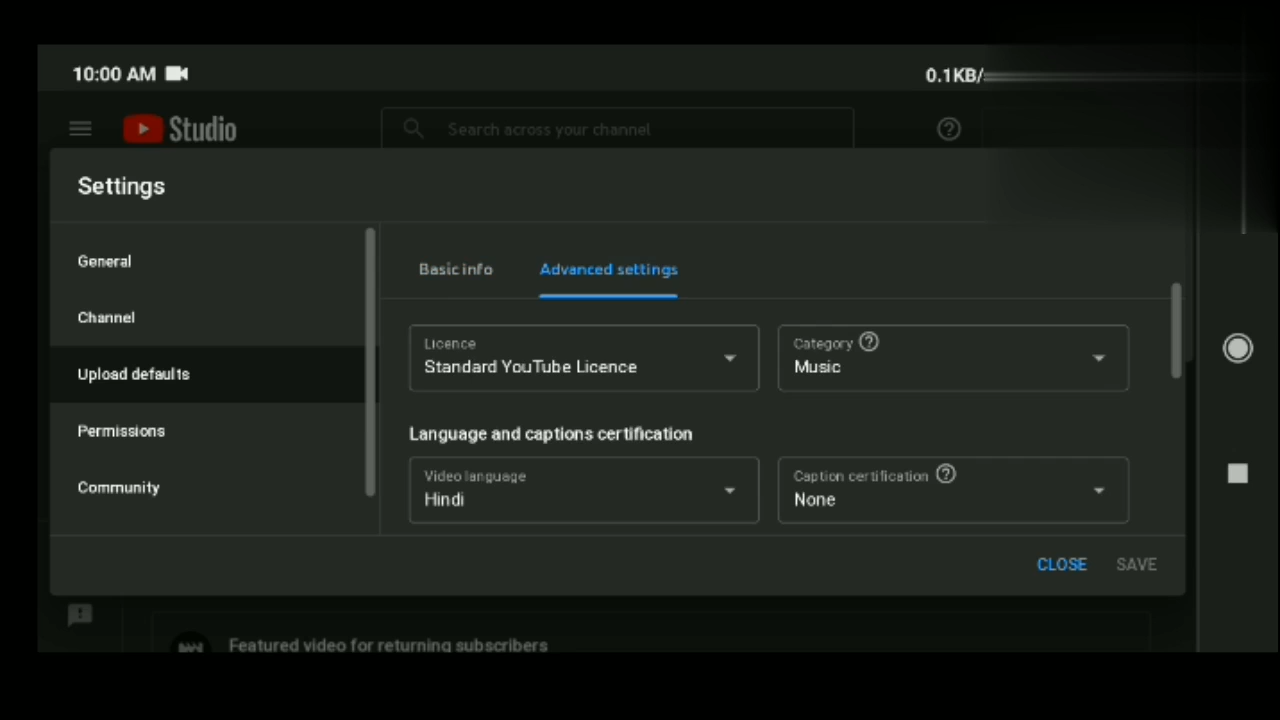 10:00 AM
0.1KB/
Studio
Search across your channel
Settings
General
Channel
Upload defaults
Permissions
Community
Basic info
Advanced settings
Licence
Standard YouTube Licence
Category
Music
Language and captions certification
Video language
Hindi
Caption certification
None
CLOSE
SAVE
Featured video for returning subscribers